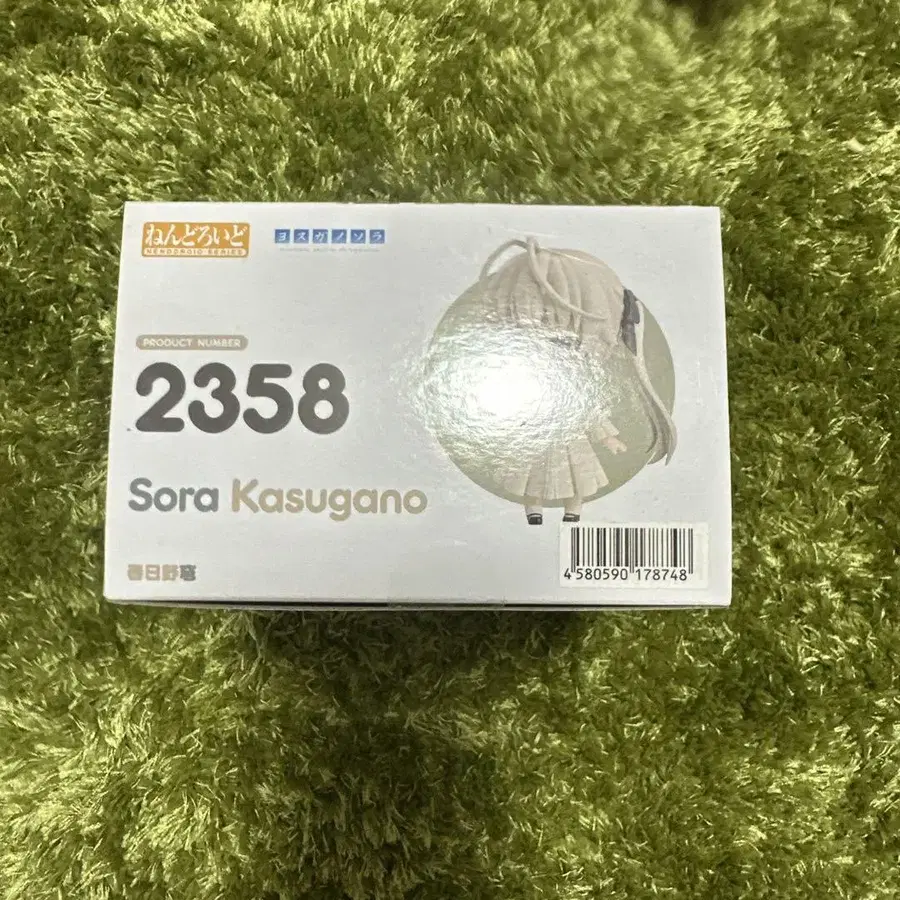 ねんどろいど
NENDOROID SERIES
ヨスガノソラ
PRODUCT NUMBER
2358
Sora Kasugano
春日野穹
4 580590 178748